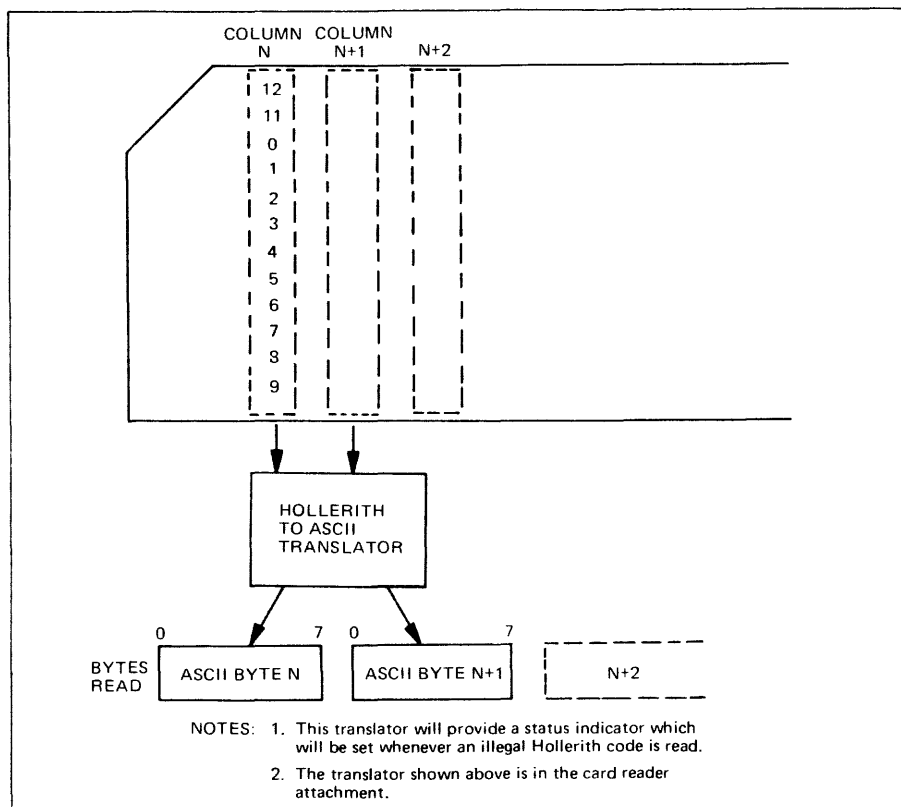 COLUMN COLUMN
N N+1 N+2
12
11
0
1
2
3
4
5
6
7
8
9
HOLLERITH
TO ASCII
TRANSLATOR
0 7 0 7
BYTES
READ
ASCII BYTE N ASCII BYTE N+1 N+2
NOTES: 1. This translator will provide a status indicator which
will be set whenever an illegal Hollerith code is read.
2. The translator shown above is in the card reader
attachment.